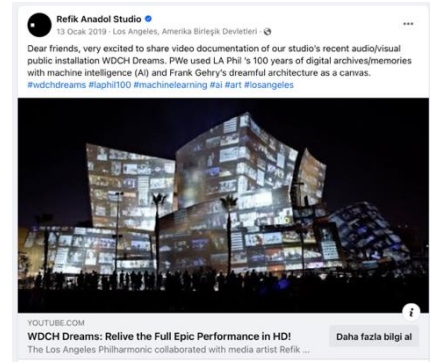 Refik Anadol Studio
13 Ocak 2019 · Los Angeles, Amerika Birleşik Devletleri ·
Dear friends, very excited to share video documentation of our studio's recent audio/visual
public installation WDCH Dreams. PWe used LA Phil 's 100 years of digital archives/memories
with machine intelligence (AI) and Frank Gehry's dreamful architecture as a canvas.
#wdchdreams #laphil100 #machinelearning #ai #art #losangeles
YOUTUBE.COM
WDCH Dreams: Relive the Full Epic Performance in HD!
The Los Angeles Philharmonic collaborated with media artist Refik ...
Daha fazla bilgi al